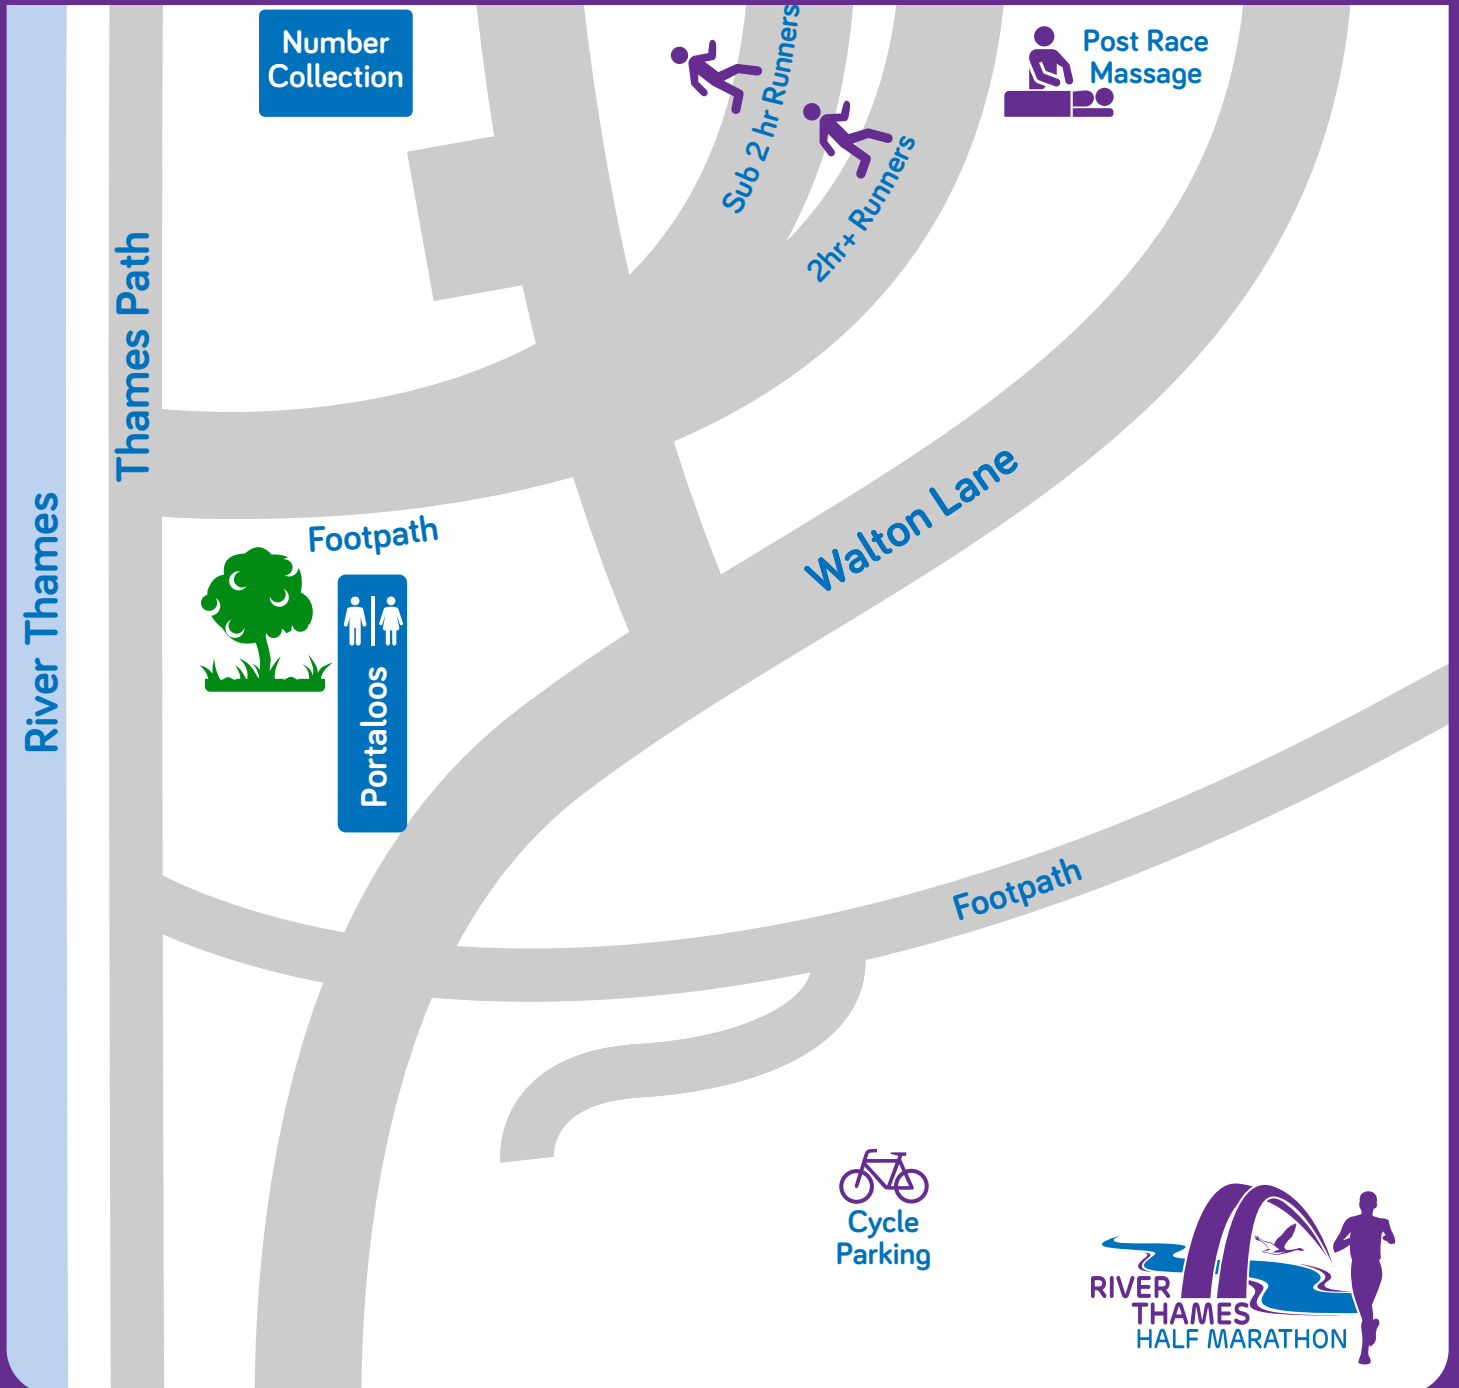 Number
Collection
Sub 2 hr Runners
2hr+ Runners
Post Race
Massage
Thames Path
River Thames
Walton Lane
Footpath
Portaloos
Footpath
Cycle
Parking
RIVER
THAMES
HALF MARATHON